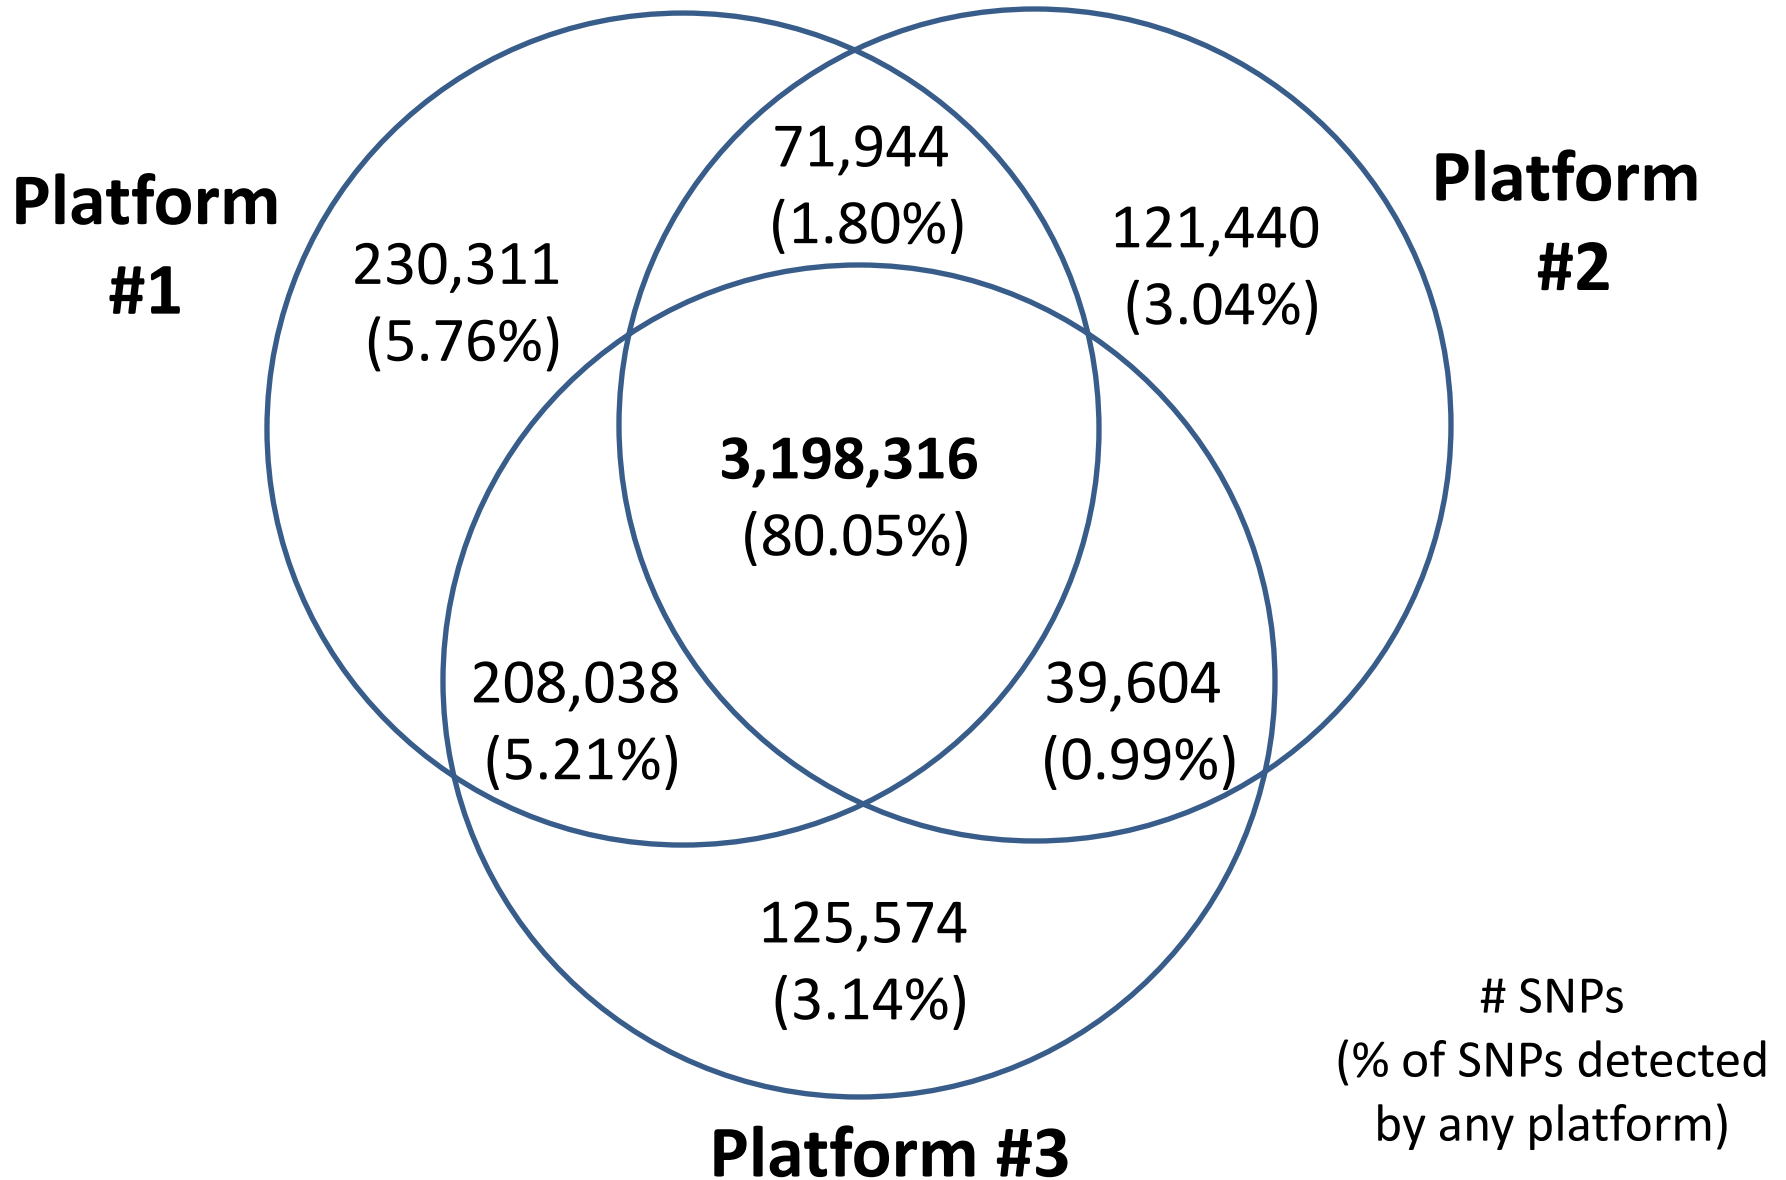 Platform
#1
230,311
(5.76%)
71,944
(1.80%)
121,440
(3.04%)
Platform
#2
3,198,316
(80.05%)
208,038
(5.21%)
39,604
(0.99%)
125,574
(3.14%)
Platform #3
# SNPs
(% of SNPs detected
by any platform)